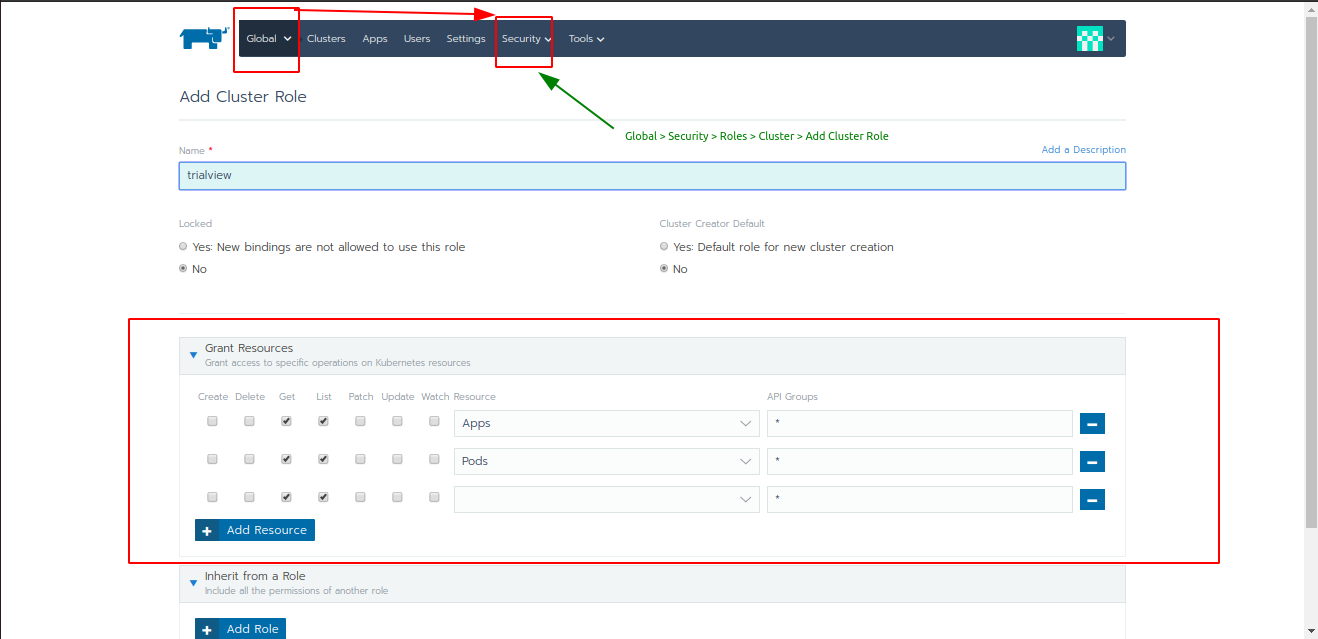 Global Clusters Apps Users Settings Security Tools
Add Cluster Role
Global > Security > Roles > Cluster > Add Cluster Role
Name * Add a Description
trialview
Locked Cluster Creator Default
Yes: New bindings are not allowed to use this role Yes: Default role for new cluster creation
No No
Grant Resources
Grant access to specific operations on Kubernetes resources
Create Delete Get List Patch Update Watch Resource API Groups
Apps *
Pods *
*
+ Add Resource
Inherit from a Role
Include all the permissions of another role
+ Add Role